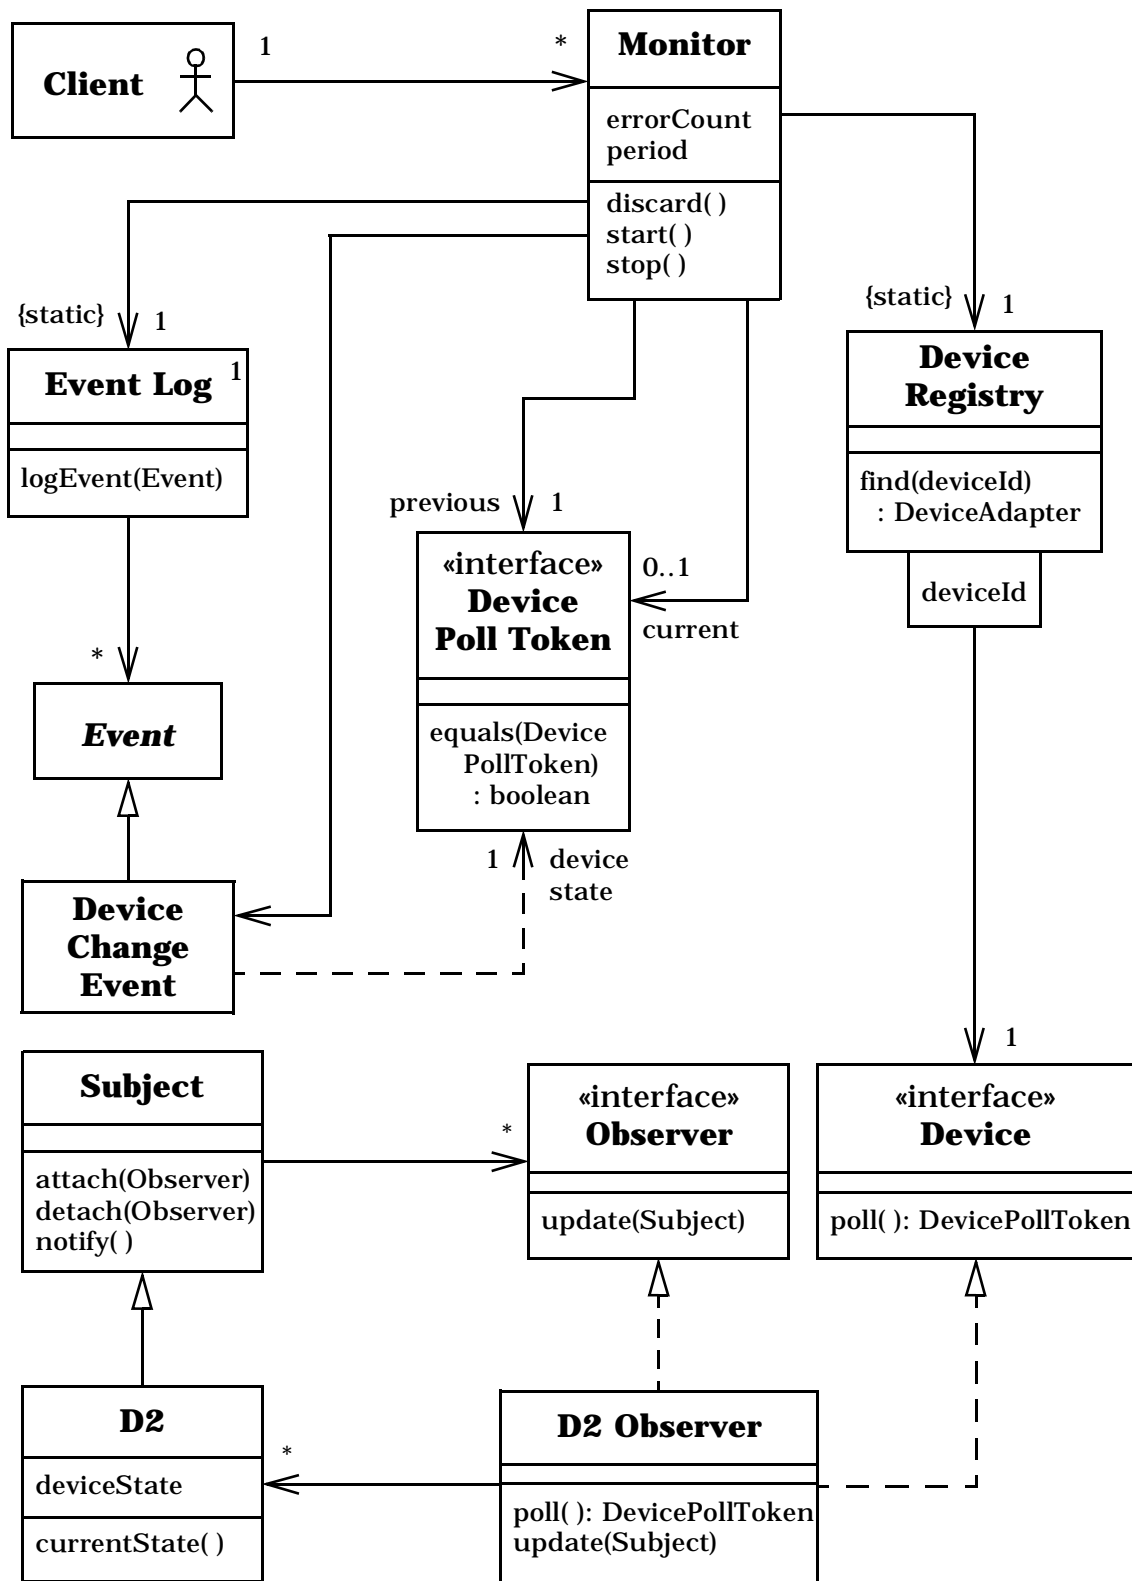 Client
1
*
Monitor
errorCount
period
discard( )
start( )
stop( )
{static}
1
{static}
1
Event Log
1
logEvent(Event)
Device
Registry
find(deviceId)
: DeviceAdapter
deviceId
previous
1
«interface»
Device
Poll Token
0..1
current
equals(Device
PollToken)
: boolean
*
Event
1
device
state
Device
Change
Event
1
Subject
attach(Observer)
detach(Observer)
notify( )
*
«interface»
Observer
update(Subject)
«interface»
Device
poll( ): DevicePollToken
D2
deviceState
currentState( )
*
D2 Observer
poll( ): DevicePollToken
update(Subject)